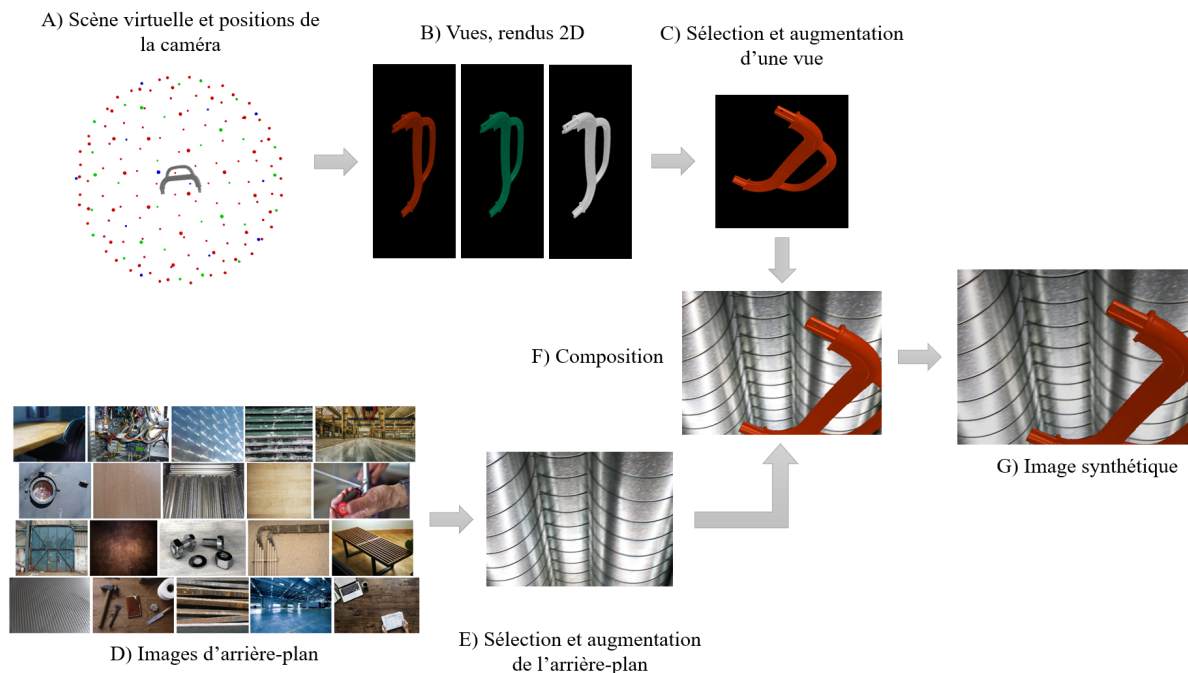 A) Scène virtuelle et positions de
la caméra
B) Vues, rendus 2D
C) Sélection et augmentation
d’une vue
F) Composition
G) Image synthétique
D) Images d’arrière-plan
E) Sélection et augmentation
de l’arrière-plan